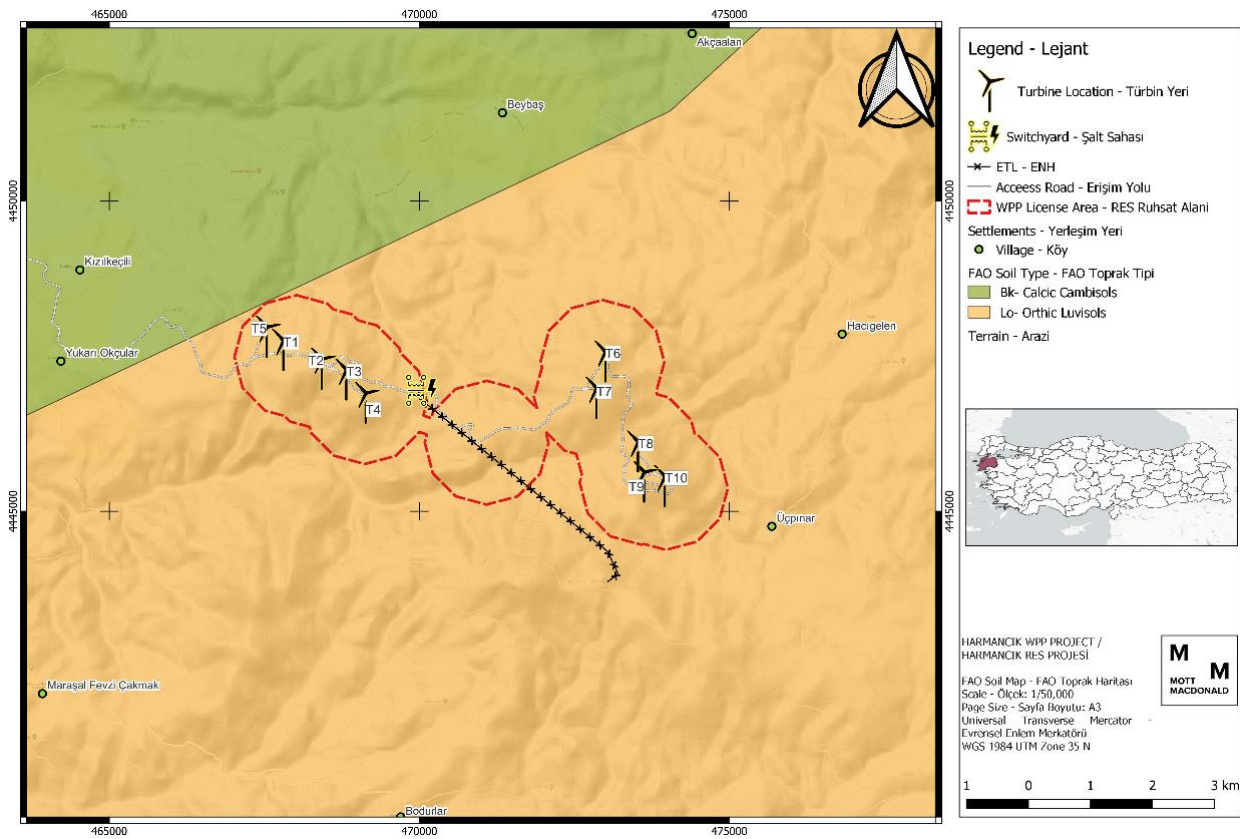 465000
470000
475000
Akçaalan
Beybaş
4450000
4450000
Kızılkeçili
Yukarı Okçular
Hacıgelen
T5
T1
T2
T3
T4
T6
T7
T8
T9
T10
4445000
4445000
Üçpınar
Maraşal Fevzi Çakmak
Bodurlar
465000
470000
475000
Legend - Lejant
Turbine Location - Türbin Yeri
Switchyard - Şalt Sahası
ETL - ENH
Acceess Road - Erişim Yolu
WPP License Area - RES Ruhsat Alani
Settlements - Yerleşim Yeri
Village - Köy
FAO Soil Type - FAO Toprak Tipi
Bk- Calcic Cambisols
Lo- Orthic Luvisols
Terrain - Arazi
HARMANCIK WPP PROJECT /
HARMANCIK RES PROJESİ
FAO Soil Map - FAO Toprak Haritası
Scale - Ölçek: 1/50,000
Page Size - Sayfa Boyutu: A3
Universal Transverse Mercator -
Evrensel Enlem Merkatörü
WGS 1984 UTM Zone 35 N
M
M
MOTT
MACDONALD
1 0 1 2 3 km